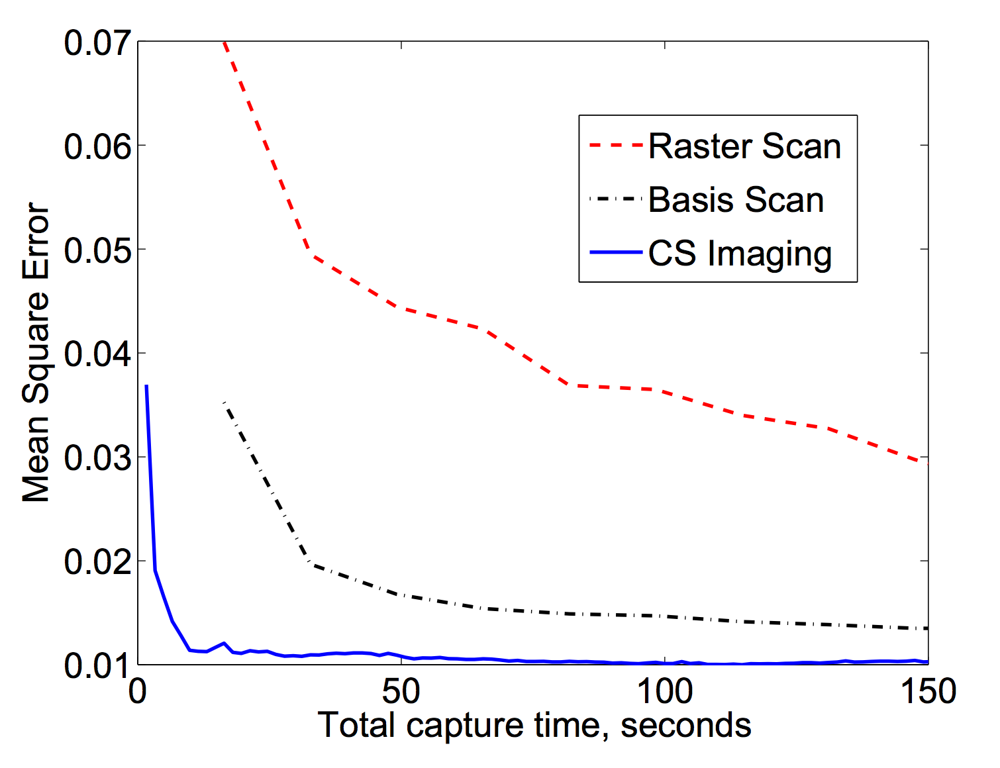 0.07
0.06
0.05
0.04
0.03
0.02
0.01
Mean Square Error
Raster Scan
Basis Scan
CS Imaging
0
50
100
150
Total capture time, seconds